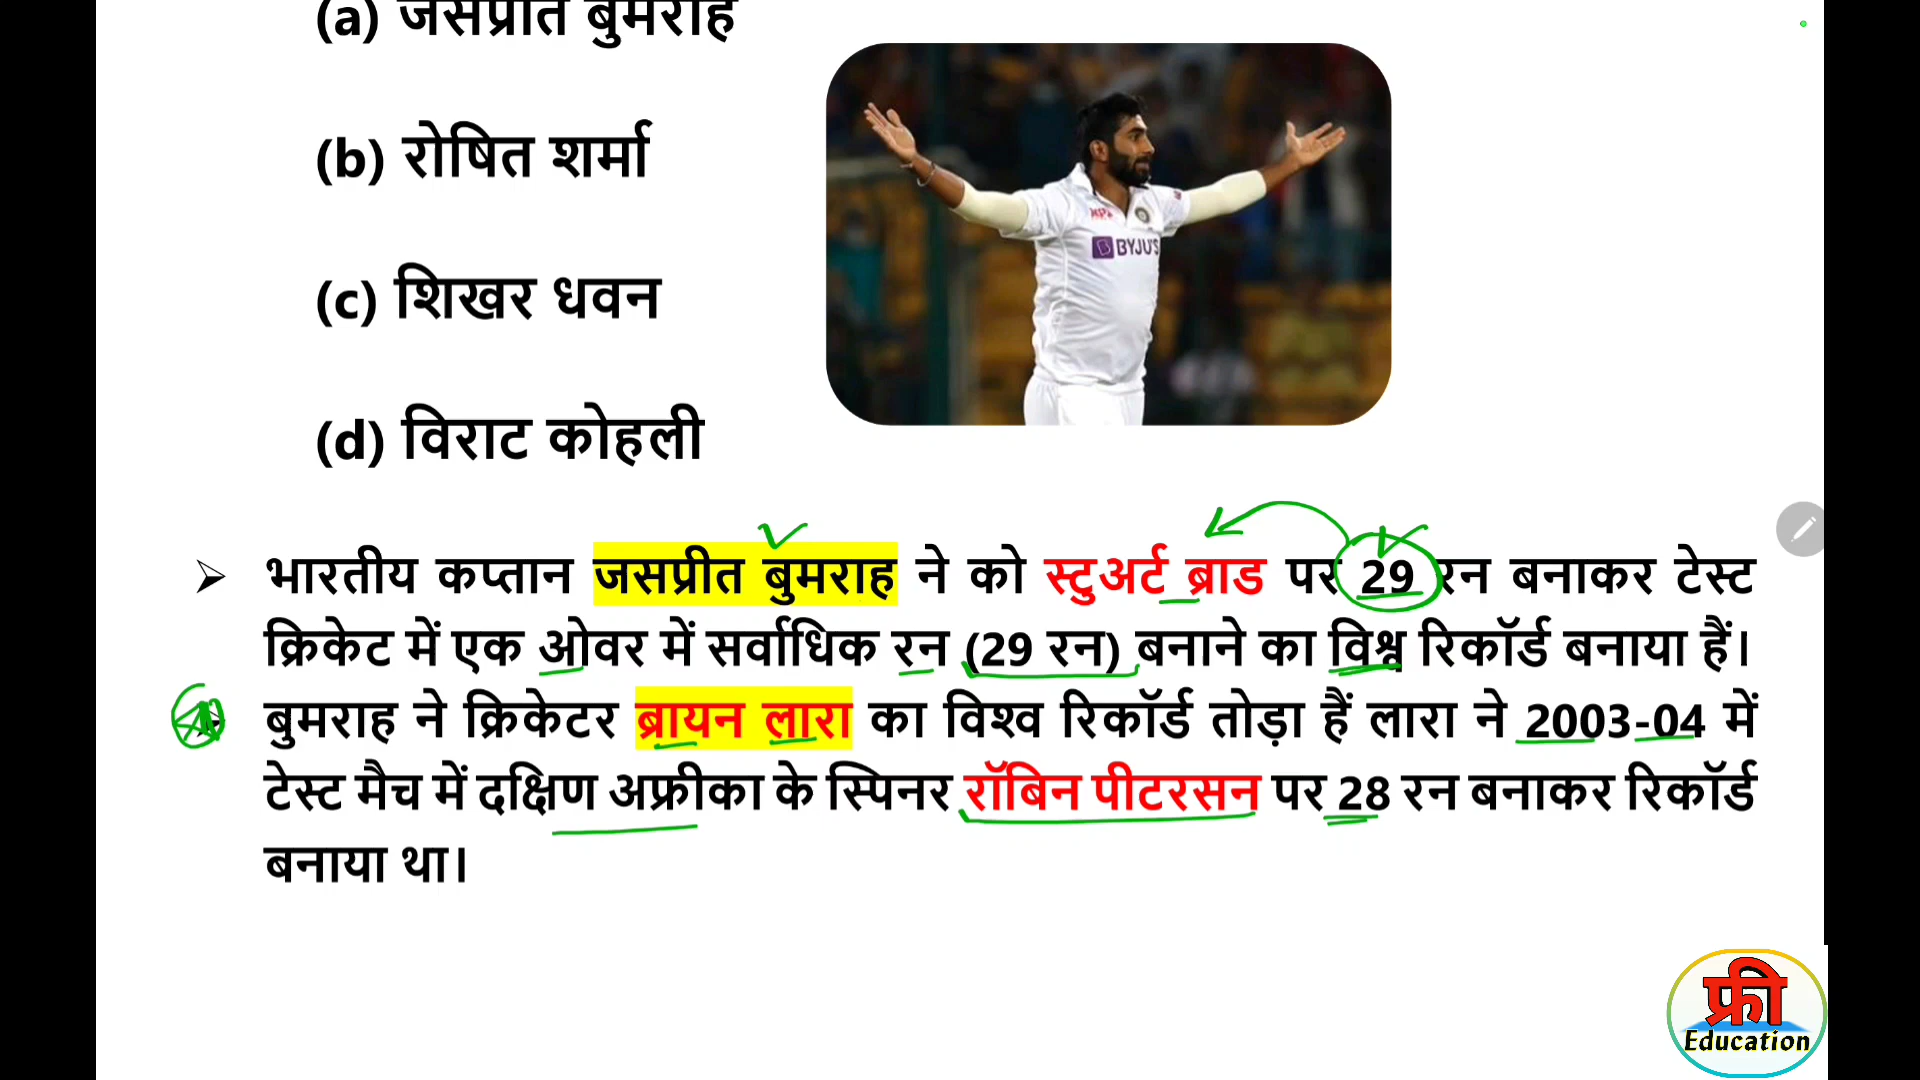 (a) जसप्रीत बुमराह
(b) रोषित शर्मा
(c) शिखर धवन
(d) विराट कोहली
BYJU'S
भारतीय कप्तान जसप्रीत बुमराह ने को स्टुअर्ट ब्राड पर 29 रन बनाकर टेस्ट
क्रिकेट में एक ओवर में सर्वाधिक रन (29 रन) बनाने का विश्व रिकॉर्ड बनाया हैं।
बुमराह ने क्रिकेटर ब्रायन लारा का विश्व रिकॉर्ड तोड़ा हैं लारा ने 2003-04 में
टेस्ट मैच में दक्षिण अफ्रीका के स्पिनर रॉबिन पीटरसन पर 28 रन बनाकर रिकॉर्ड
बनाया था।
फ्री
Education